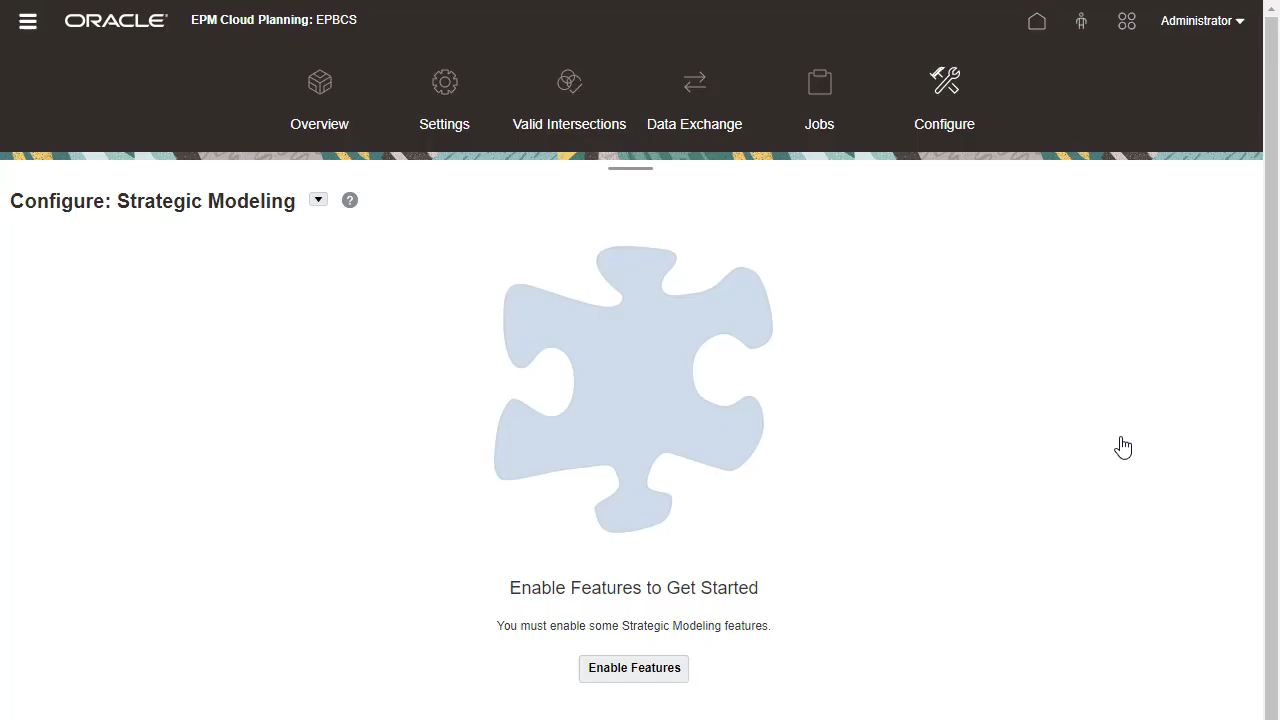 ORACLE
EPM Cloud Planning: EPBCS
Administrator
Overview
Settings
Valid Intersections
Data Exchange
Jobs
Configure
Configure: Strategic Modeling
?
Enable Features to Get Started
You must enable some Strategic Modeling features.
Enable Features